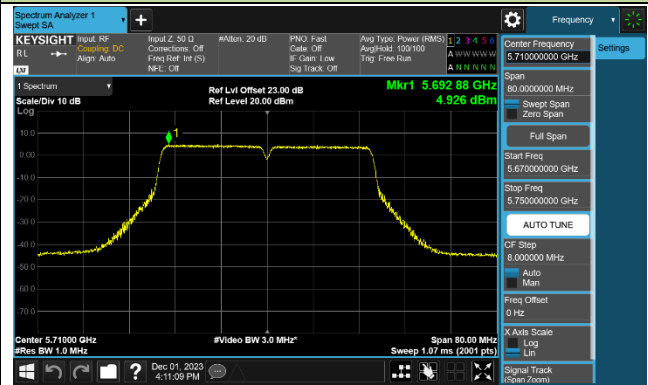 Spectrum Analyzer 1
Swept SA
Frequency
KEYSIGHT
RL
LXI
Input: RF
Coupling: DC
Align: Auto
Input Z: 50 Ω
Corrections: Off
Freq Ref: Int (S)
NFE: Off
#Atten: 20 dB
PNO: Fast
Gate: Off
IF Gain: Low
Sig Track: Off
Avg Type: Power (RMS)
Avg|Hold: 100/100
Trig: Free Run
1 2 3 4 5 6
A W W W W W
A N N N N N
1 Spectrum
Scale/Div 10 dB
Log
Ref Lvl Offset 23.00 dB
Ref Level 20.00 dBm
Mkr1 5.692 88 GHz
4.926 dBm
1
10.0
0.00
-10.0
-20.0
-30.0
-40.0
-50.0
-60.0
-70.0
Center 5.71000 GHz
#Res BW 1.0 MHz
#Video BW 3.0 MHz*
Span 80.00 MHz
Sweep 1.07 ms (2001 pts)
Dec 01, 2023
4:11:09 PM
Center Frequency
5.710000000 GHz
Settings
Span
80.0000000 MHz
Swept Span
Zero Span
Full Span
Start Freq
5.670000000 GHz
Stop Freq
5.750000000 GHz
AUTO TUNE
CF Step
8.000000 MHz
Auto
Man
Freq Offset
0 Hz
X Axis Scale
Log
Lin
Signal Track
(Span Zoom)